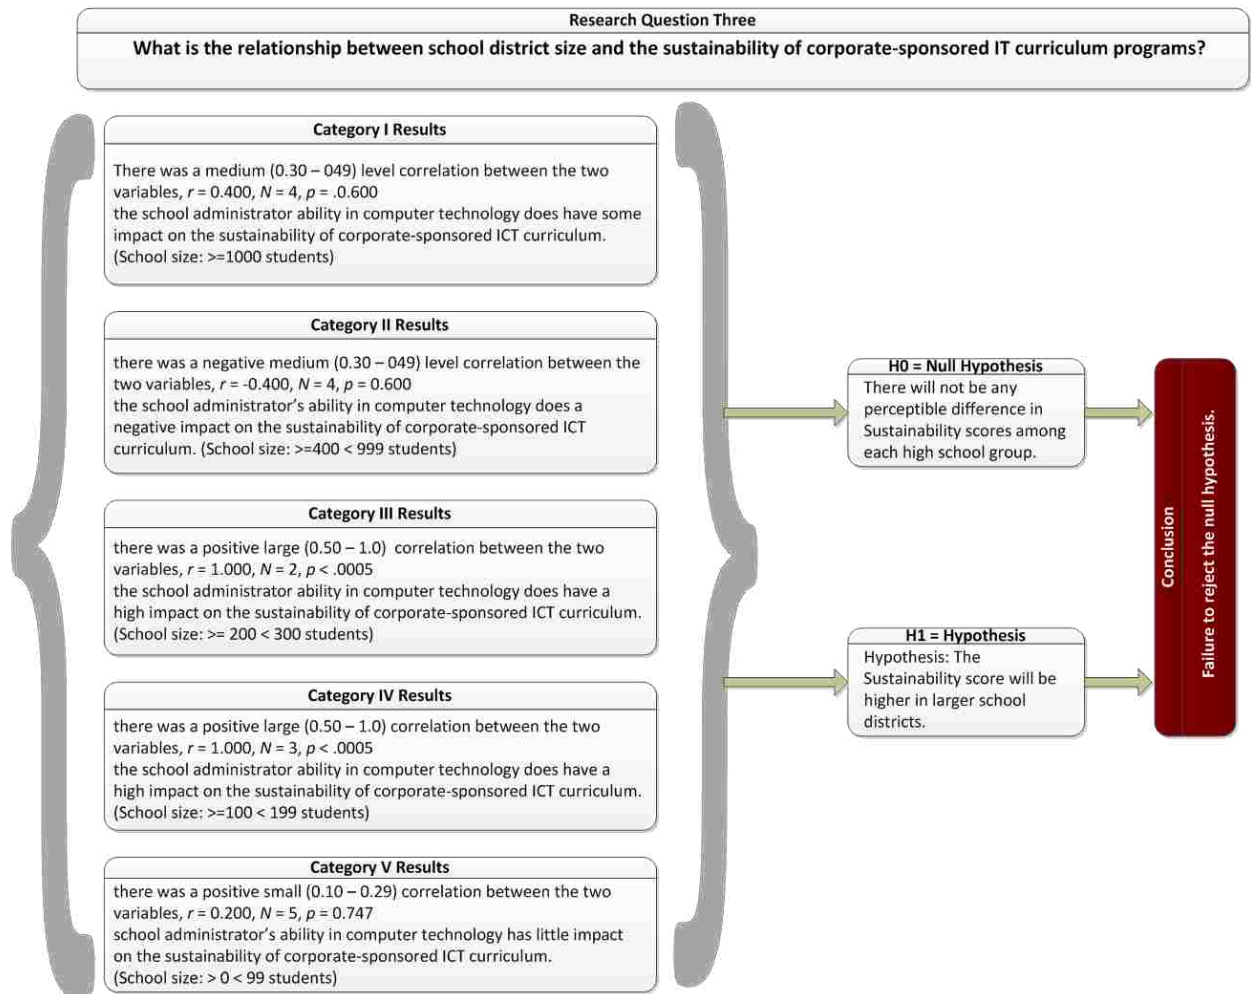 Research Question Three
What is the relationship between school district size and the sustainability of corporate-sponsored IT curriculum programs?
Category I Results
There was a medium (0.30 – 049) level correlation between the two
variables, r = 0.400, N = 4, p = .0.600
the school administrator ability in computer technology does have some
impact on the sustainability of corporate-sponsored ICT curriculum.
(School size: >=1000 students)
Category II Results
there was a negative medium (0.30 – 049) level correlation between the
two variables, r = -0.400, N = 4, p = 0.600
the school administrator's ability in computer technology does a
negative impact on the sustainability of corporate-sponsored ICT
curriculum. (School size: >=400 < 999 students)
Category III Results
there was a positive large (0.50 – 1.0) correlation between the two
variables, r = 1.000, N = 2, p < .0005
the school administrator ability in computer technology does have a
high impact on the sustainability of corporate-sponsored ICT curriculum.
(School size: >= 200 < 300 students)
Category IV Results
there was a positive large (0.50 – 1.0) correlation between the two
variables, r = 1.000, N = 3, p < .0005
the school administrator ability in computer technology does have a
high impact on the sustainability of corporate-sponsored ICT curriculum.
(School size: >=100 < 199 students)
Category V Results
there was a positive small (0.10 – 0.29) correlation between the two
variables, r = 0.200, N = 5, p = 0.747
school administrator's ability in computer technology has little impact
on the sustainability of corporate-sponsored ICT curriculum.
(School size: > 0 < 99 students)
H0 = Null Hypothesis
There will not be any
perceptible difference in
Sustainability scores among
each high school group.
H1 = Hypothesis
Hypothesis: The
Sustainability score will be
higher in larger school
districts.
Conclusion
Failure to reject the null hypothesis.